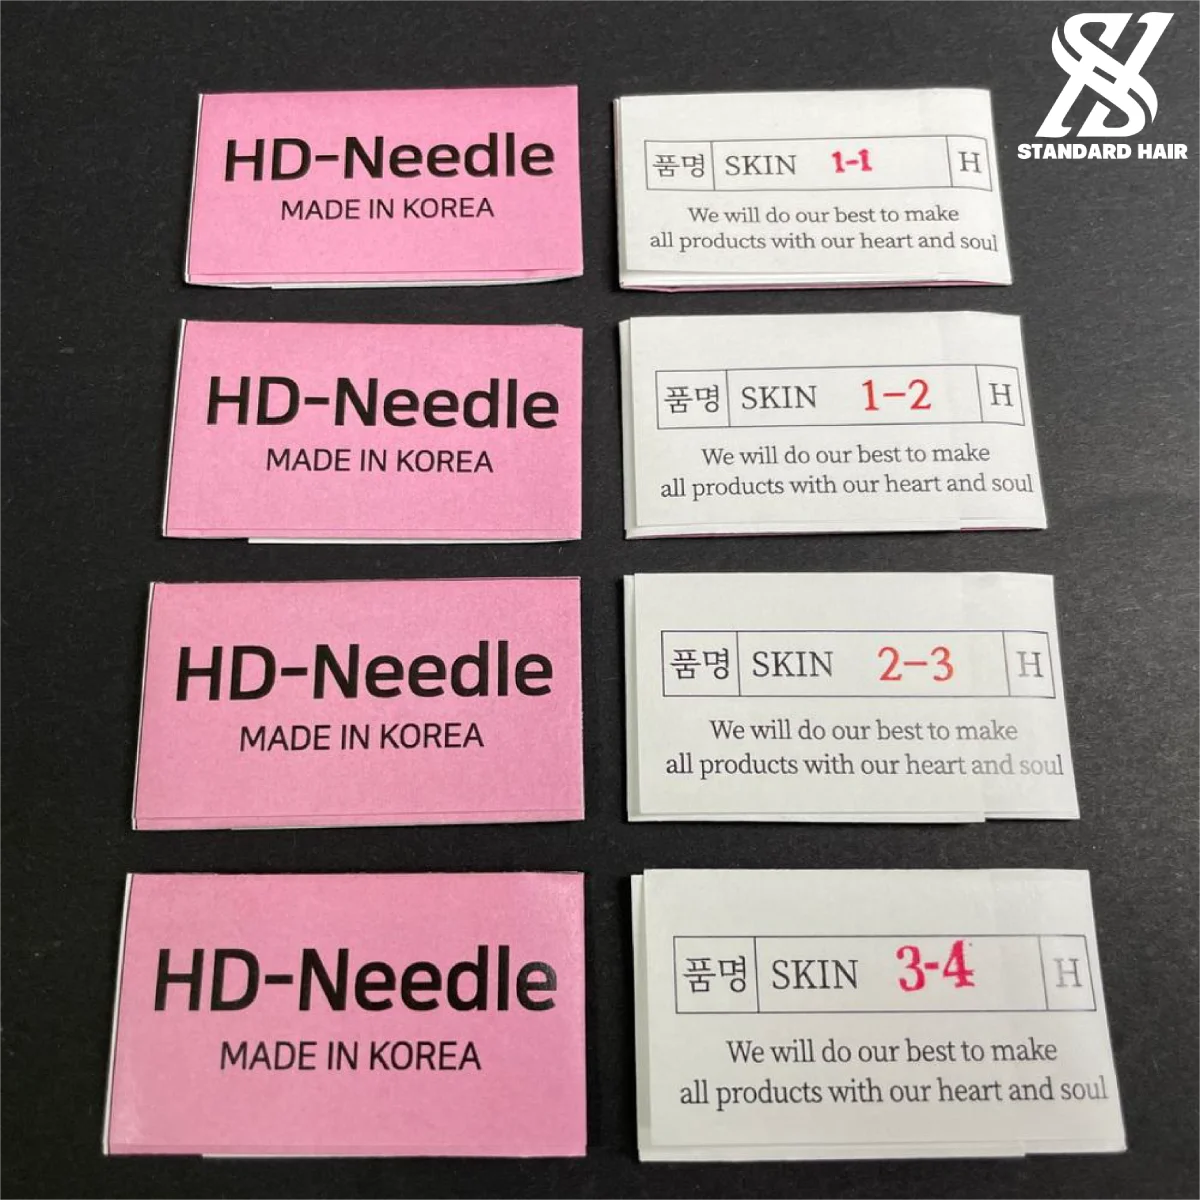 STANDARD HAIR
HD-Needle
MADE IN KOREA
품명 SKIN 1-1 H
We will do our best to make
all products with our heart and soul
HD-Needle
MADE IN KOREA
품명 SKIN 1-2 H
We will do our best to make
all products with our heart and soul
HD-Needle
MADE IN KOREA
품명 SKIN 2-3 H
We will do our best to make
all products with our heart and soul
HD-Needle
MADE IN KOREA
품명 SKIN 3-4 H
We will do our best to make
all products with our heart and soul